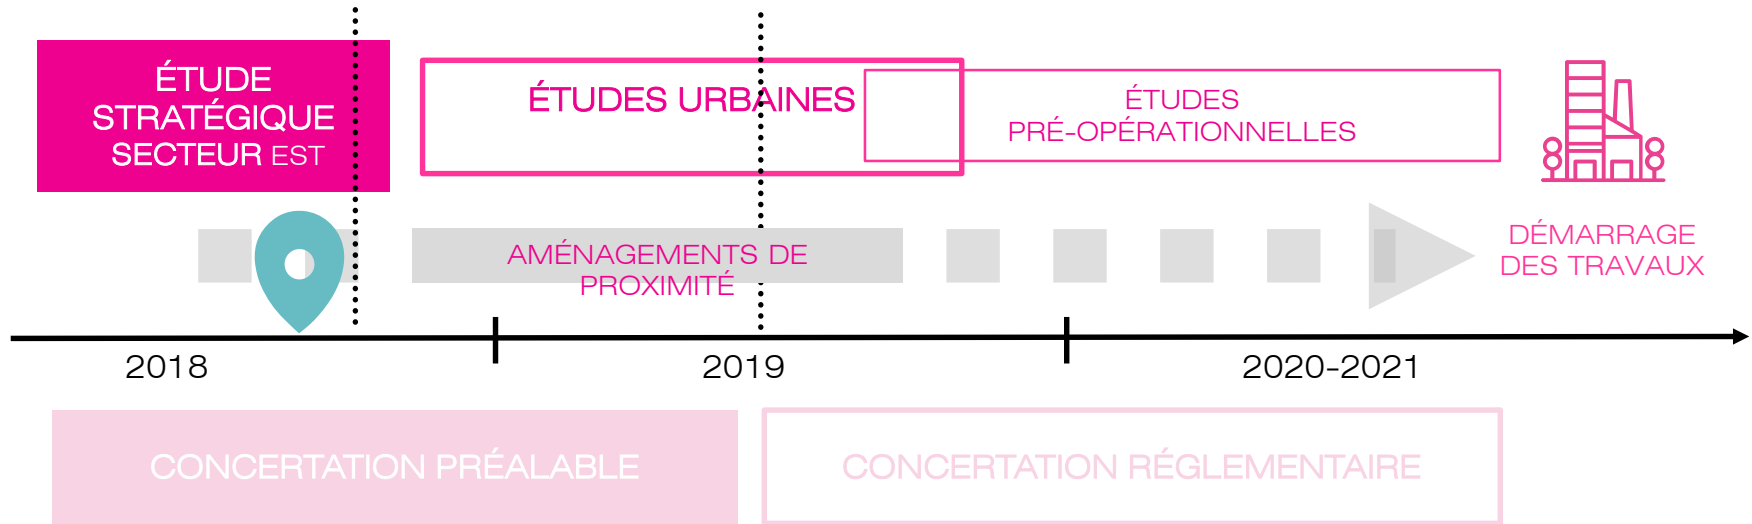 ÉTUDE
STRATÉGIQUE
SECTEUR EST
ÉTUDES URBAINES
ÉTUDES
PRÉ-OPÉRATIONNELLES
AMÉNAGEMENTS DE
PROXIMITÉ
DÉMARRAGE
DES TRAVAUX
2018
2019
2020-2021
CONCERTATION PRÉALABLE
CONCERTATION RÉGLEMENTAIRE